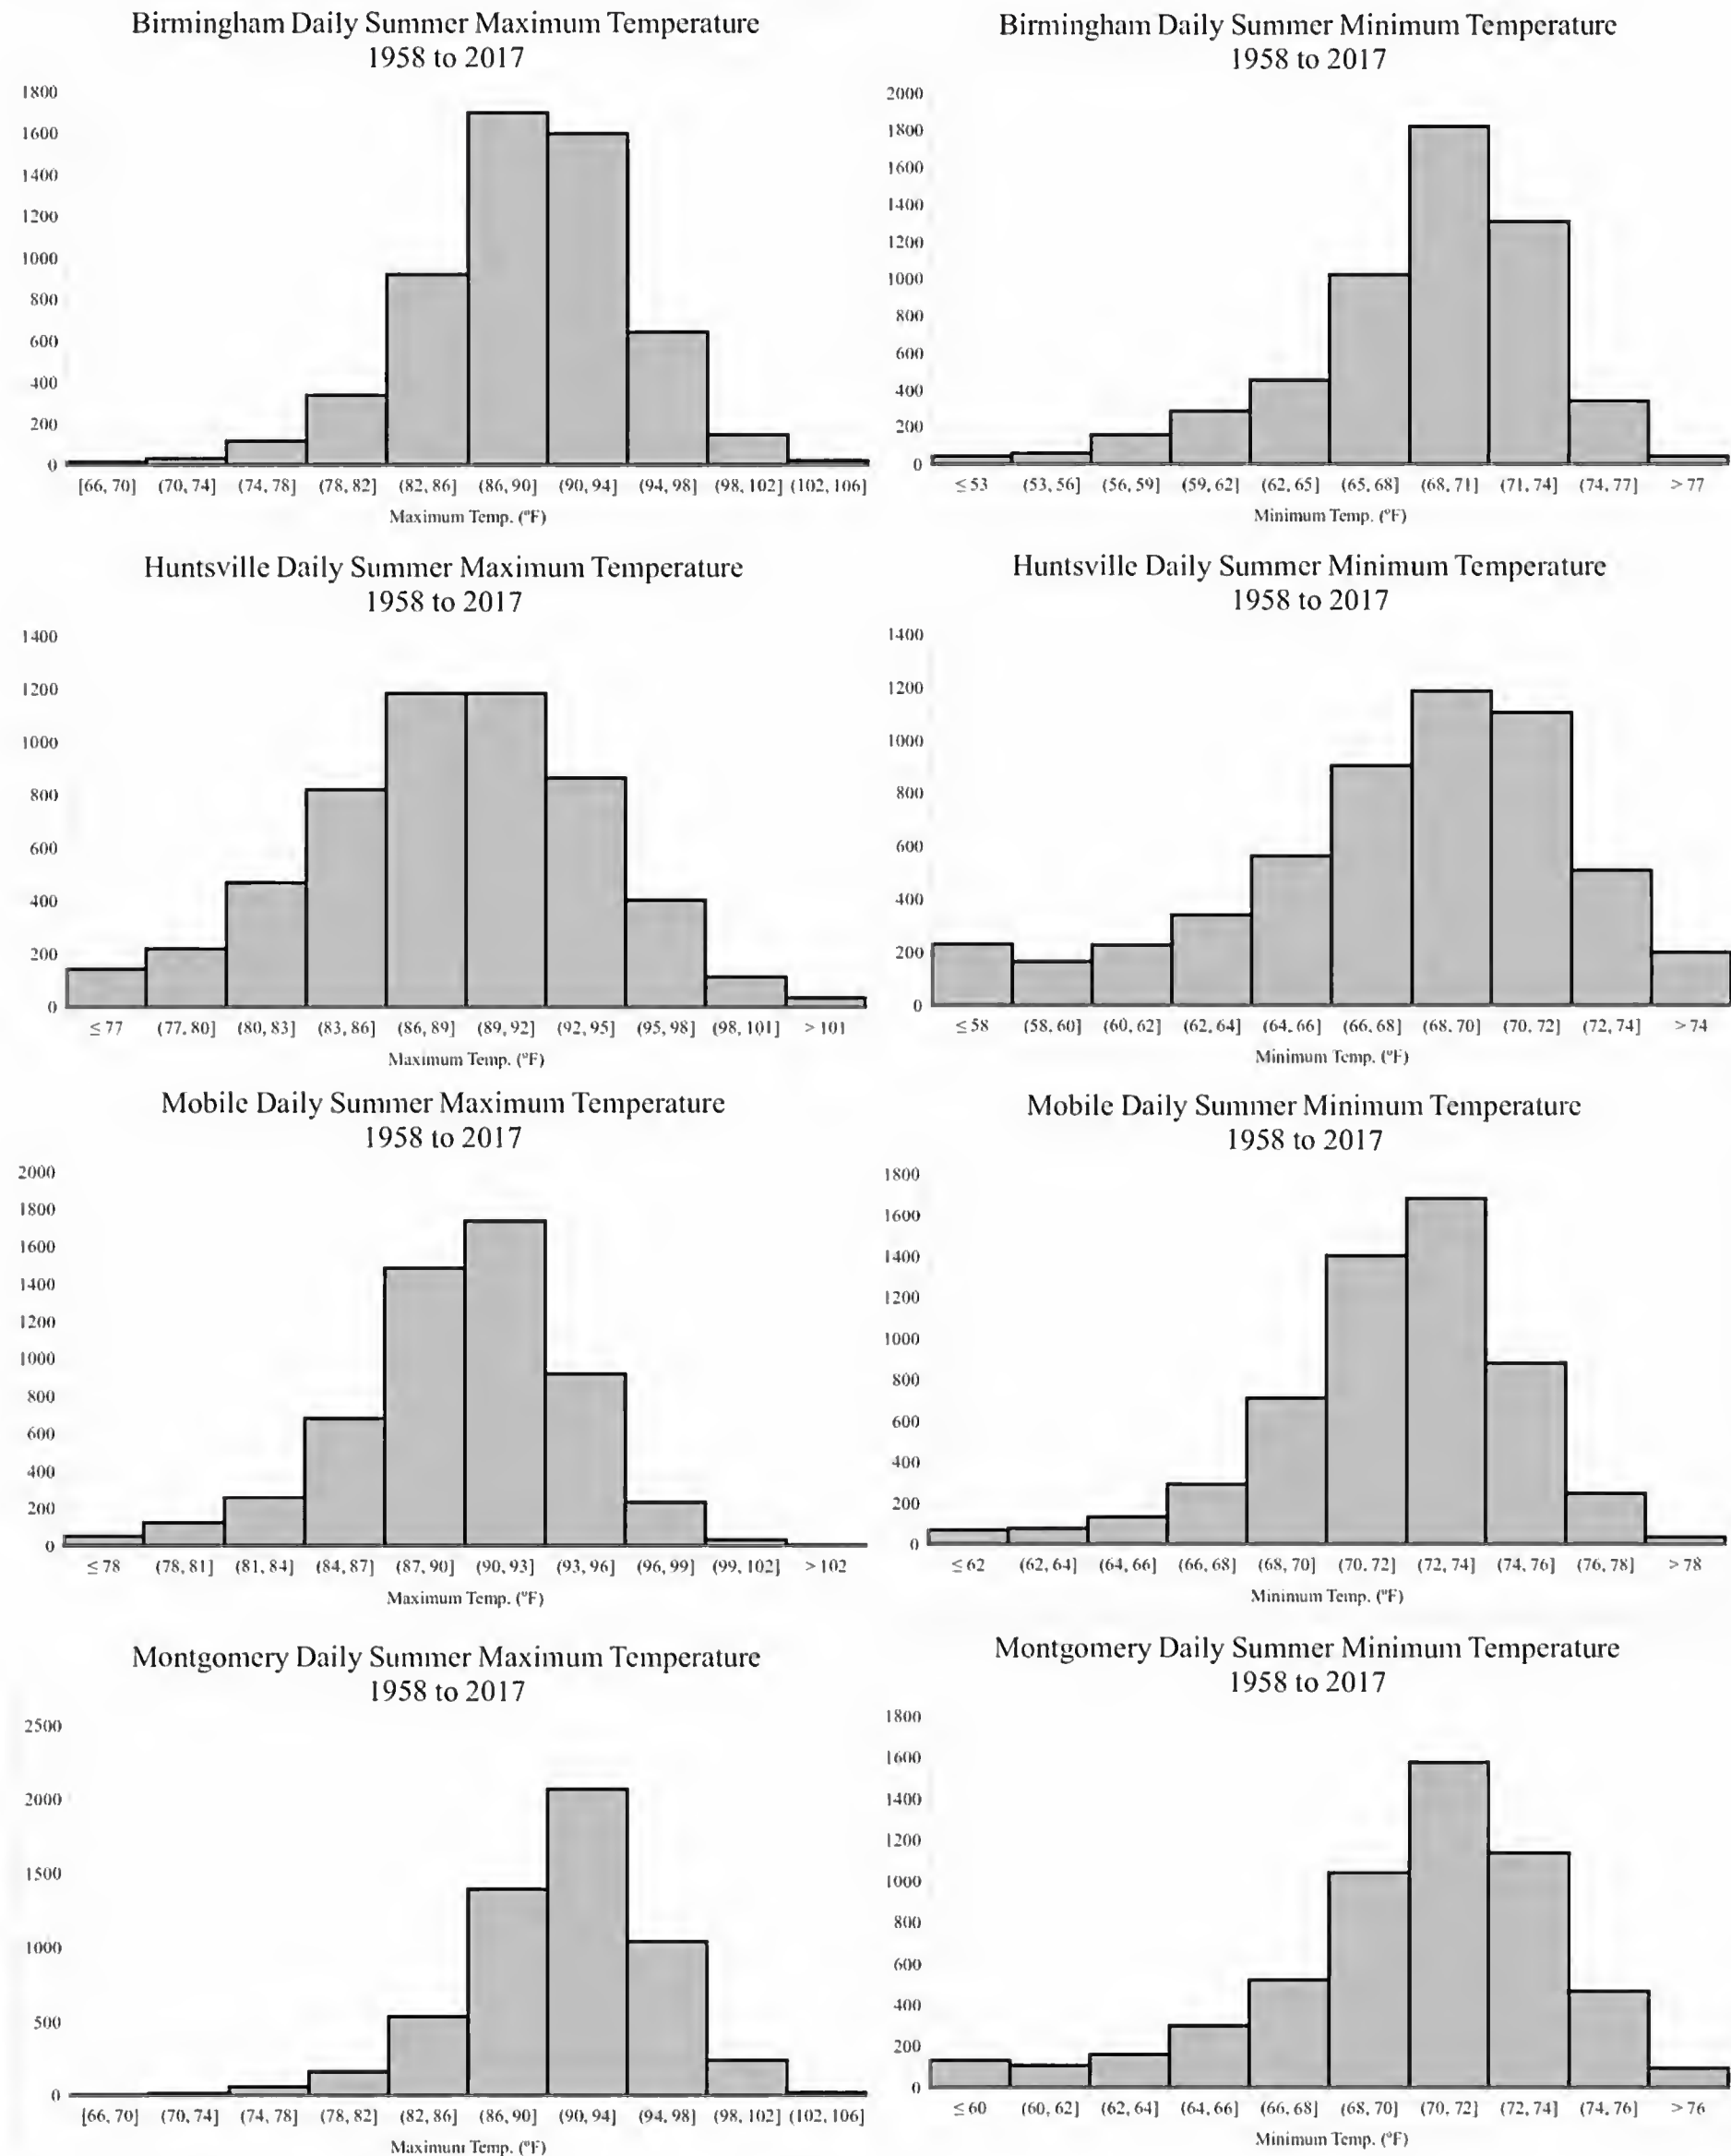 Birmingham Daily Summer Maximum Temperature
1958 to 2017
1800
1600
1400
1200
1000
800
600
400
200
0
[66, 70] (70, 74] (74, 78] (78, 82] (82, 86] (86, 90] (90, 94] (94, 98] (98, 102] (102, 106]
Maximum Temp. (°F)
Birmingham Daily Summer Minimum Temperature
1958 to 2017
2000
1800
1600
1400
1200
1000
800
600
400
200
0
≤ 53 (53, 56] (56, 59] (59, 62] (62, 65] (65, 68] (68, 71] (71, 74] (74, 77] > 77
Minimum Temp. (°F)
Huntsville Daily Summer Maximum Temperature
1958 to 2017
1400
1200
1000
800
600
400
200
0
≤ 77 (77, 80] (80, 83] (83, 86] (86, 89] (89, 92] (92, 95] (95, 98] (98, 101] > 101
Maximum Temp. (°F)
Huntsville Daily Summer Minimum Temperature
1958 to 2017
1400
1200
1000
800
600
400
200
0
≤ 58 (58, 60] (60, 62] (62, 64] (64, 66] (66, 68] (68, 70] (70, 72] (72, 74] > 74
Minimum Temp. (°F)
Mobile Daily Summer Maximum Temperature
1958 to 2017
2000
1800
1600
1400
1200
1000
800
600
400
200
0
≤ 78 (78, 81] (81, 84] (84, 87] (87, 90] (90, 93] (93, 96] (96, 99] (99, 102] > 102
Maximum Temp. (°F)
Mobile Daily Summer Minimum Temperature
1958 to 2017
1800
1600
1400
1200
1000
800
600
400
200
0
≤ 62 (62, 64] (64, 66] (66, 68] (68, 70] (70, 72] (72, 74] (74, 76] (76, 78] > 78
Minimum Temp. (°F)
Montgomery Daily Summer Maximum Temperature
1958 to 2017
2500
2000
1500
1000
500
0
[66, 70] (70, 74] (74, 78] (78, 82] (82, 86] (86, 90] (90, 94] (94, 98] (98, 102] (102, 106]
Maximum Temp. (°F)
Montgomery Daily Summer Minimum Temperature
1958 to 2017
1800
1600
1400
1200
1000
800
600
400
200
0
≤ 60 (60, 62] (62, 64] (64, 66] (66, 68] (68, 70] (70, 72] (72, 74] (74, 76] > 76
Minimum Temp. (°F)